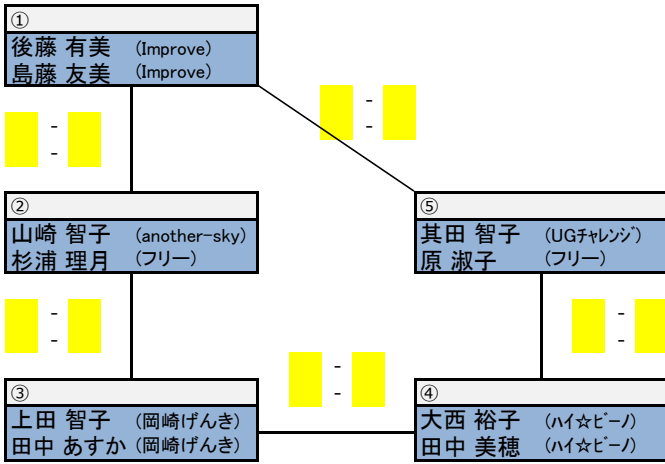 ①
後藤 有美 (Improve)
島藤 友美 (Improve)
-
-
-
-
②
山崎 智子 (another-sky)
杉浦 理月 (フリー)
⑤
其田 智子 (UGチャレンジ)
原 淑子 (フリー)
-
-
-
-
-
-
③
上田 智子 (岡崎げんき)
田中 あすか (岡崎げんき)
④
大西 裕子 (ハイ☆ビーノ)
田中 美穂 (ハイ☆ビーノ)